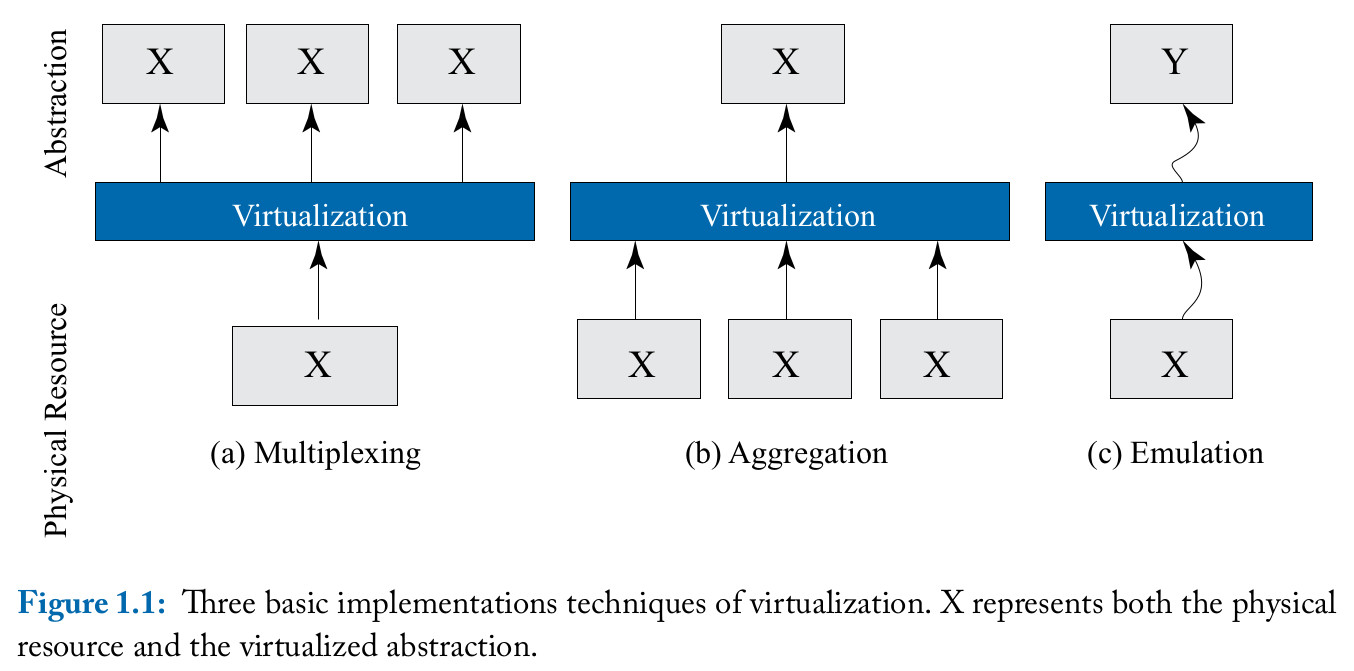 Abstraction
X X X
X
Y
Virtualization
Virtualization
Virtualization
Physical Resource
X
X X X
X
(a) Multiplexing
(b) Aggregation
(c) Emulation
Figure 1.1: Three basic implementations techniques of virtualization. X represents both the physical
resource and the virtualized abstraction.